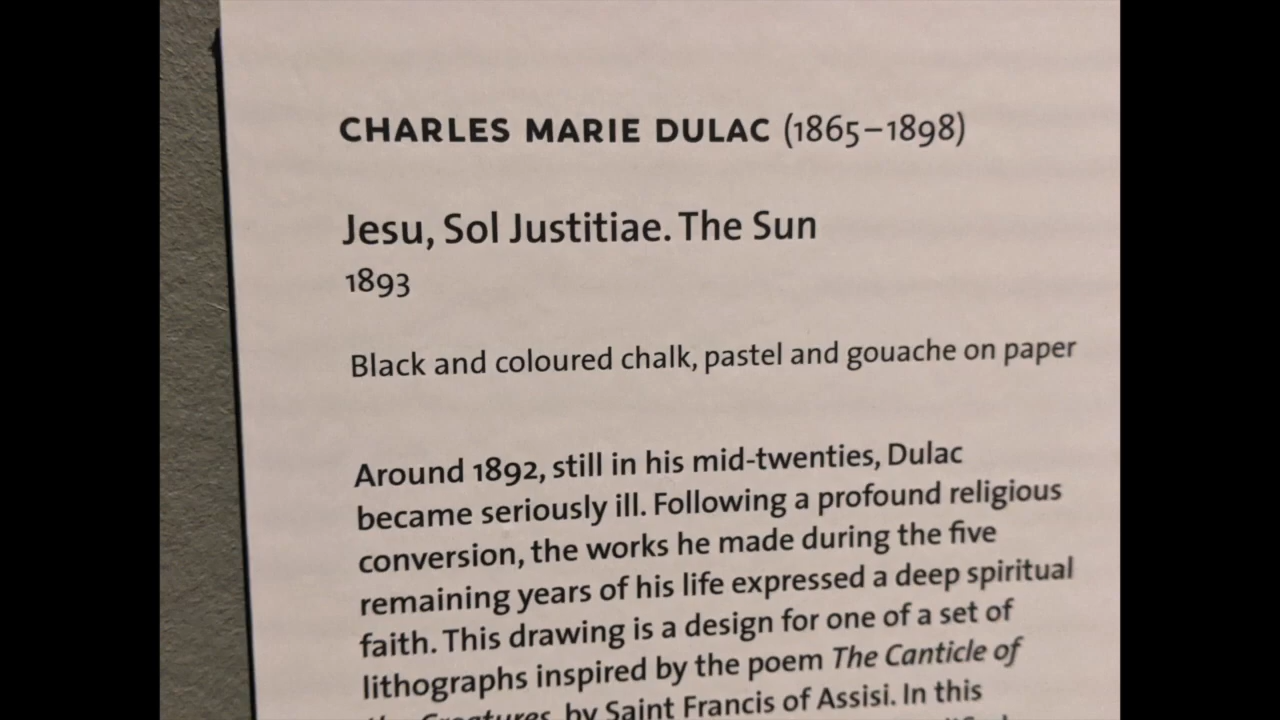 CHARLES MARIE DULAC (1865–1898)
Jesu, Sol Justitiae. The Sun
1893
Black and coloured chalk, pastel and gouache on paper
Around 1892, still in his mid-twenties, Dulac
became seriously ill. Following a profound religious
conversion, the works he made during the five
remaining years of his life expressed a deep spiritual
faith. This drawing is a design for one of a set of
lithographs inspired by the poem The Canticle of
the Creatures, by Saint Francis of Assisi. In this